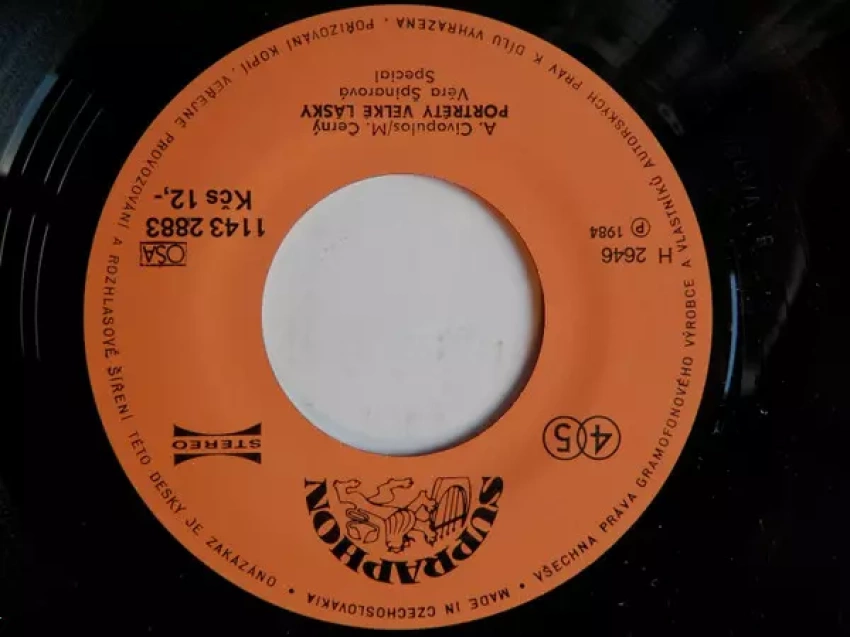 SUPRAPHON
STEREO
45
OSA
1143 2883
Kčs 12,-
H 2646
Ⓟ 1984
A. Civopulos/M. Černý
PORTRÉTY VELKÉ LÁSKY
Věra Špinarová
Special
MADE IN CZECHOSLOVAKIA • VŠECHNA PRÁVA GRAMOFONOVÉHO VÝROBCE A VLASTNÍKŮ AUTORSKÝCH PRÁV K DÍLU VYHRAZENA. POŘIZOVÁNÍ KOPIÍ, VEŘEJNÉ PROVOZOVÁNÍ A ROZHLASOVÉ ŠÍŘENÍ TÉTO DESKY JE ZAKÁZÁNO •